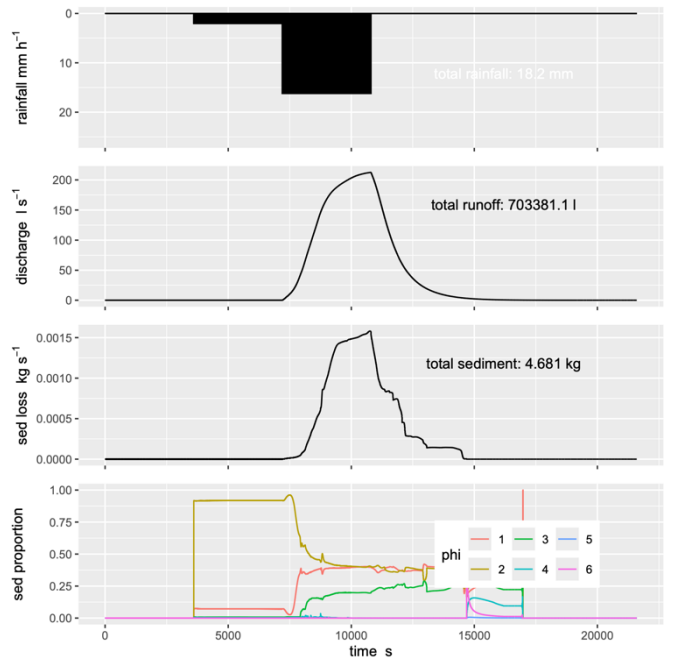 rainfall mm h⁻¹
0
10
20
total rainfall: 18.2 mm
discharge l s⁻¹
200
150
100
50
0
total runoff: 703381.1 l
sed loss kg s⁻¹
0.0015
0.0010
0.0005
0.0000
total sediment: 4.681 kg
sed proportion
1.00
0.75
0.50
0.25
0.00
phi
1 3 5
2 4 6
0 5000 10000 15000 20000
time s